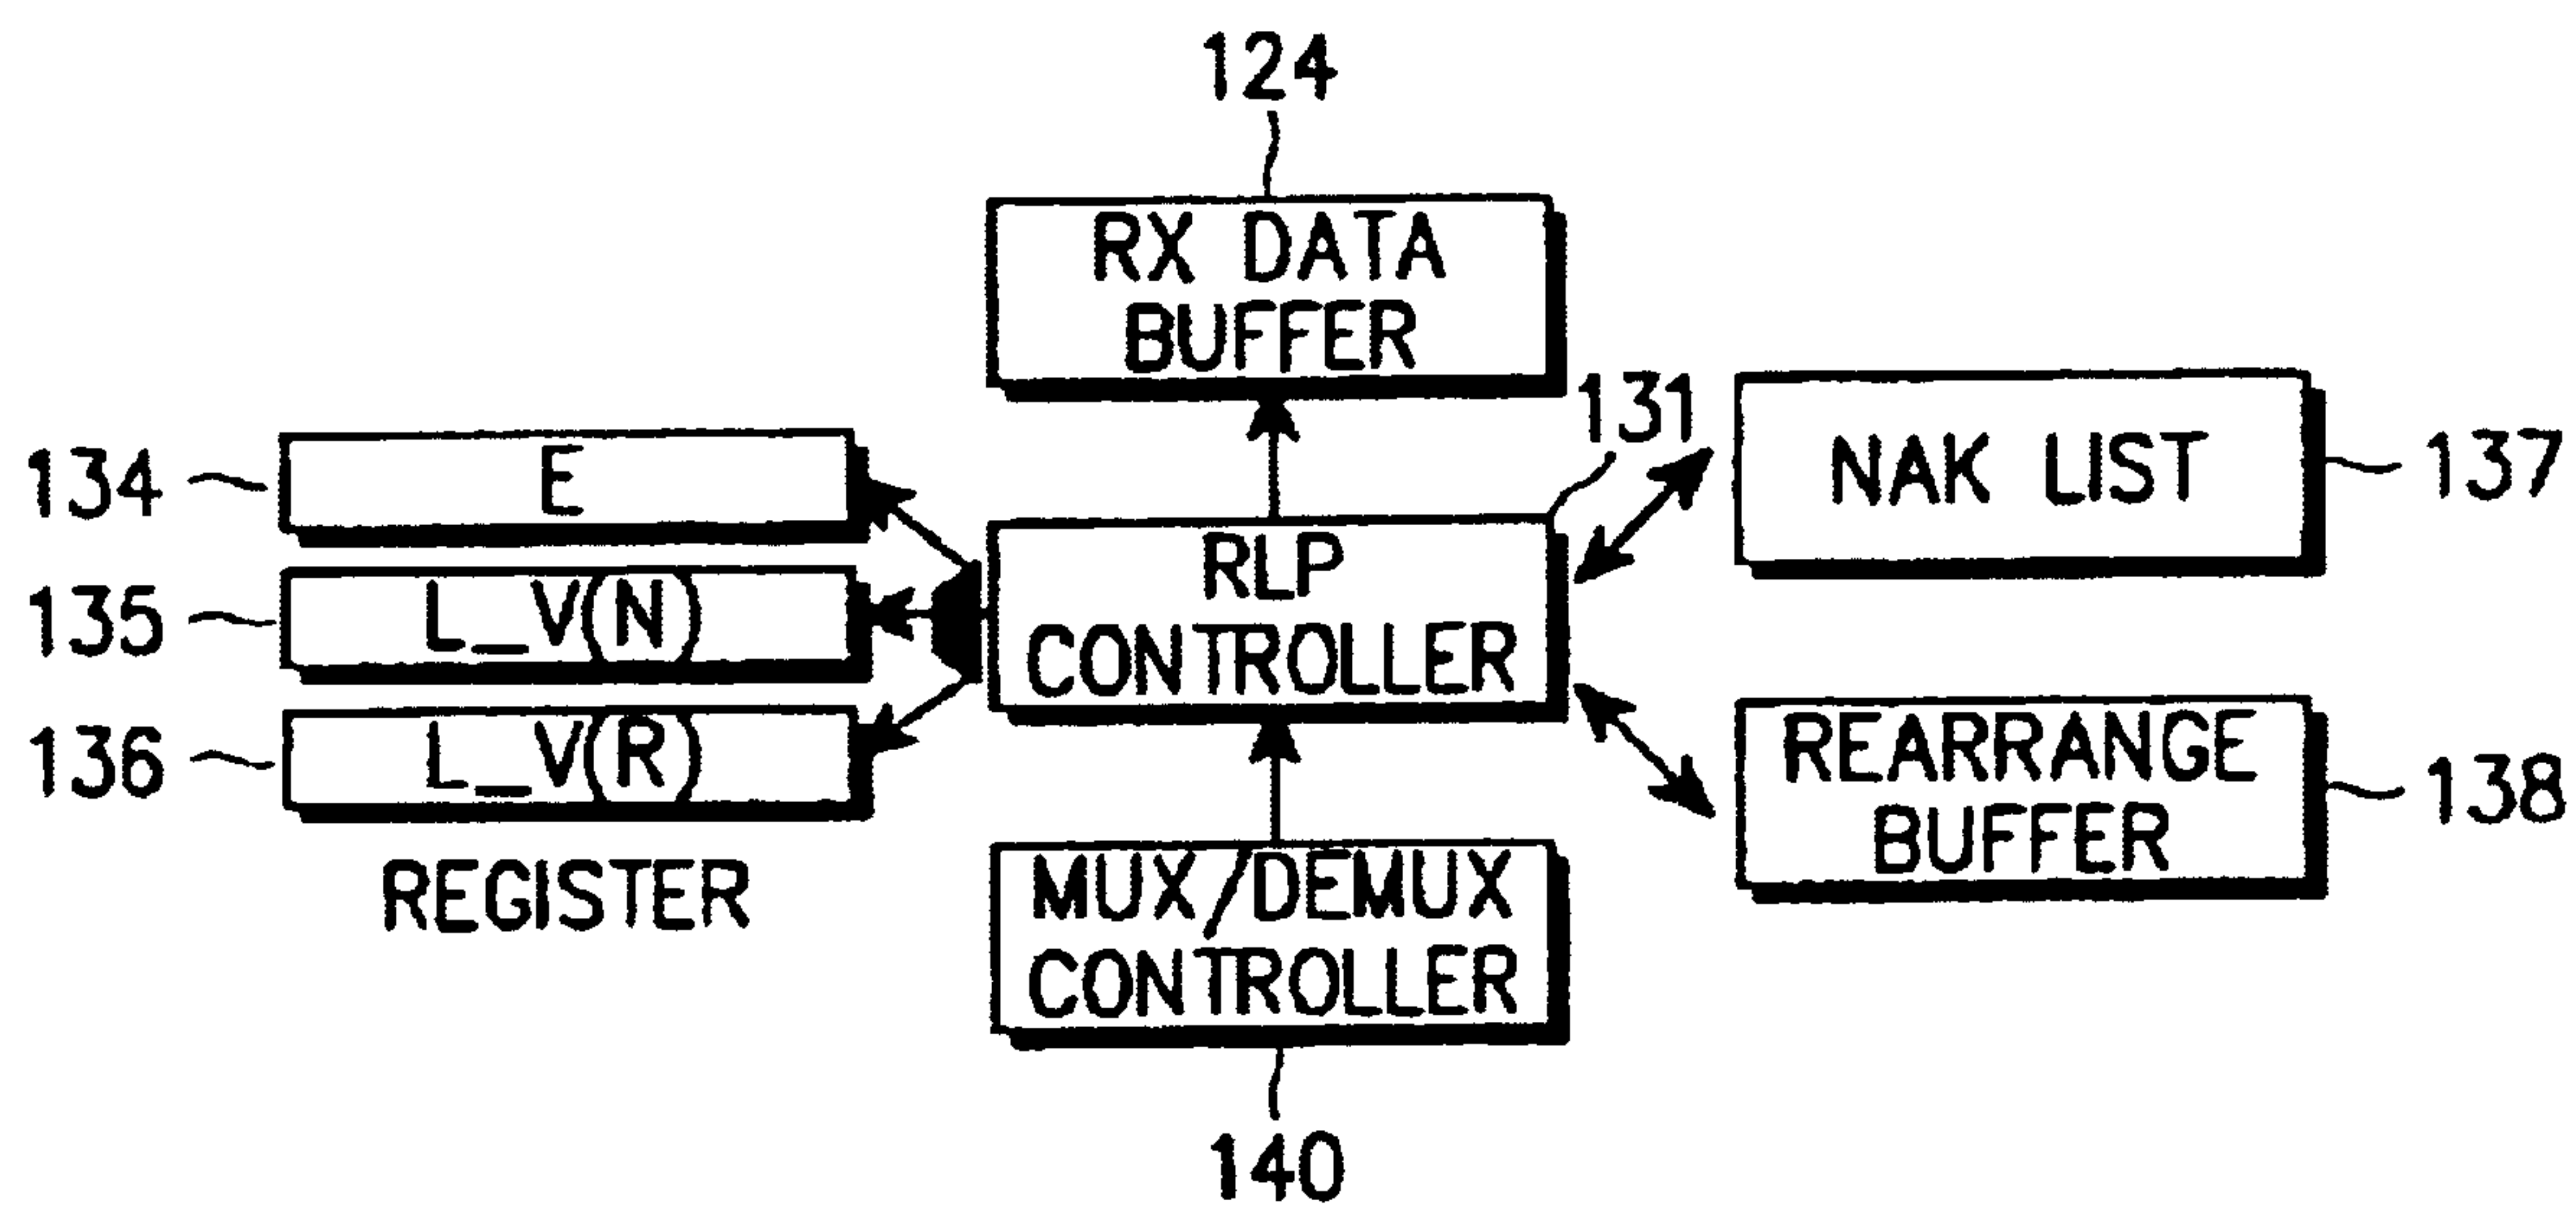 124
RX DATA
BUFFER
131
134
E
NAK LIST
137
135
L_V(N)
RLP
CONTROLLER
136
L_V(R)
REARRANGE
BUFFER
138
REGISTER
MUX/DEMUX
CONTROLLER
140